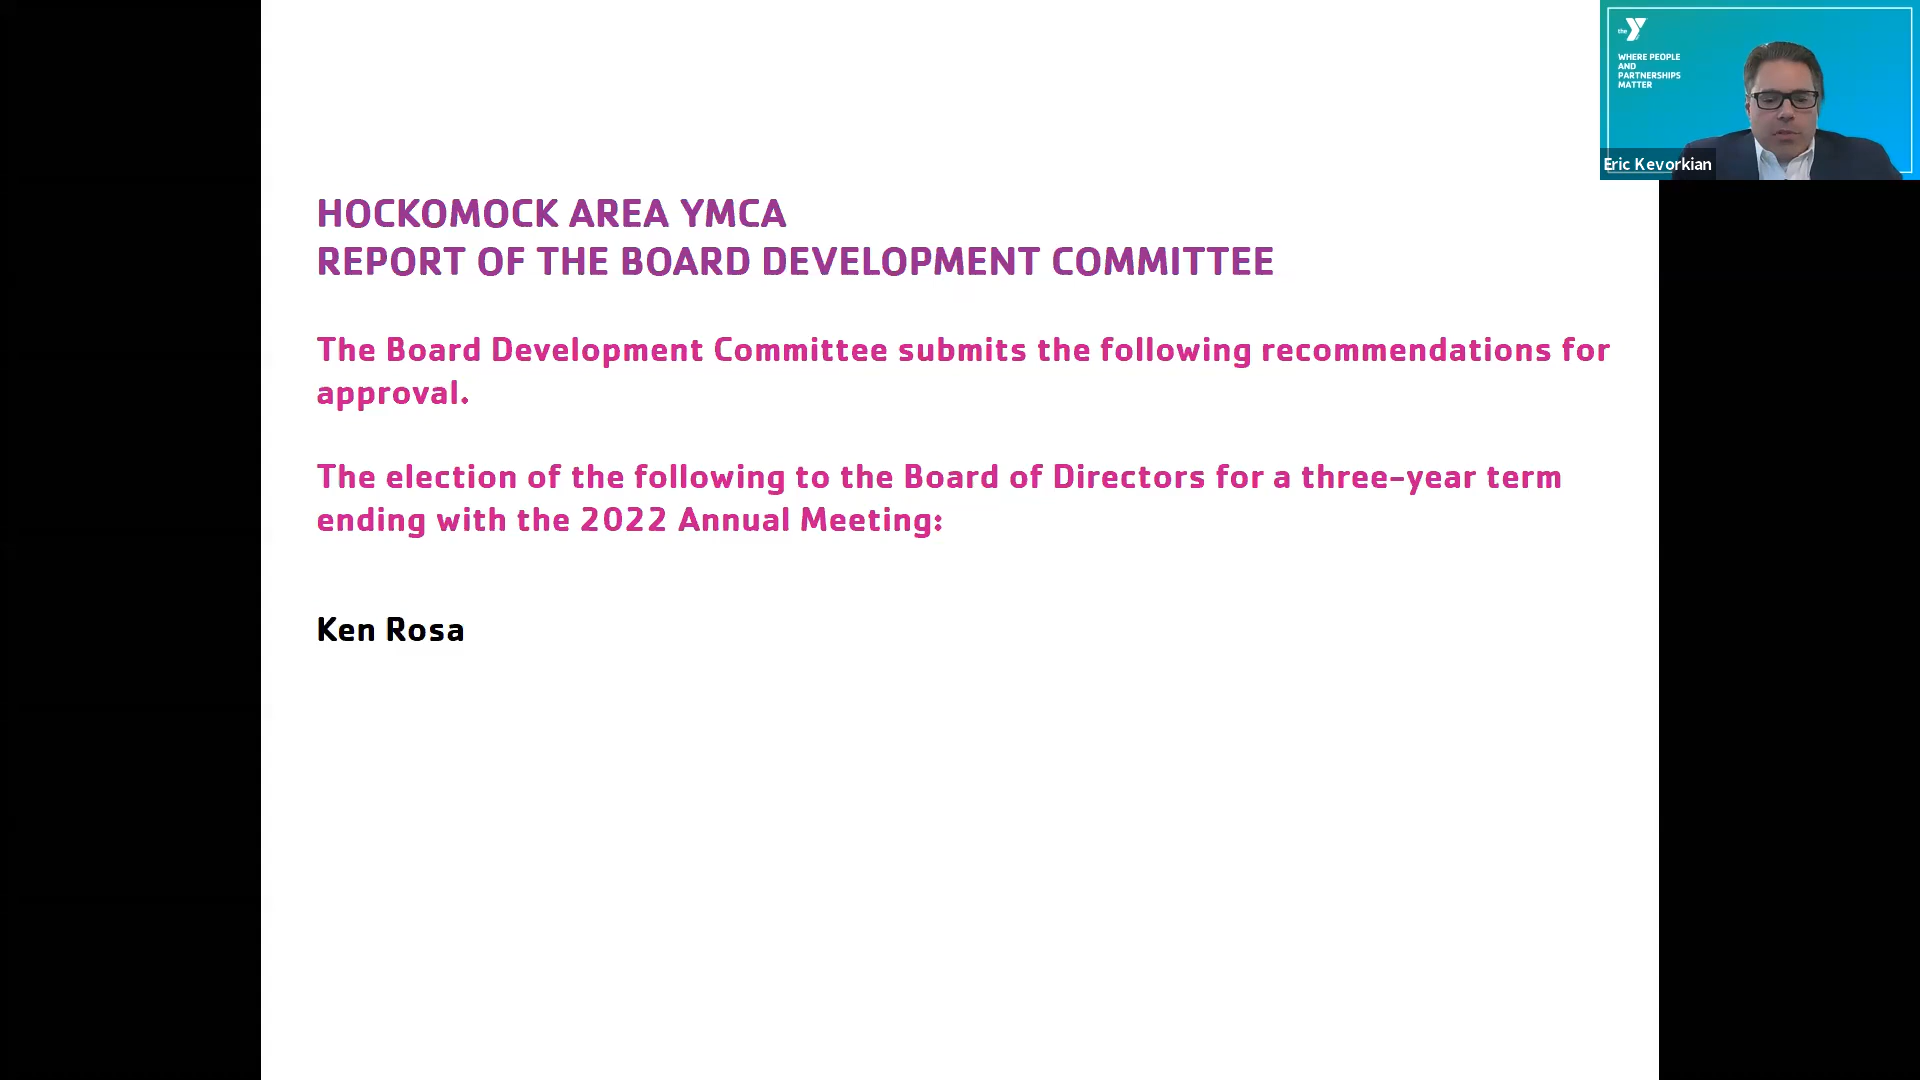 HOCKOMOCK AREA YMCA
REPORT OF THE BOARD DEVELOPMENT COMMITTEE
The Board Development Committee submits the following recommendations for
approval.
The election of the following to the Board of Directors for a three-year term
ending with the 2022 Annual Meeting:
Ken Rosa
the Y
WHERE PEOPLE
AND
PARTNERSHIPS
MATTER
Eric Kevorkian